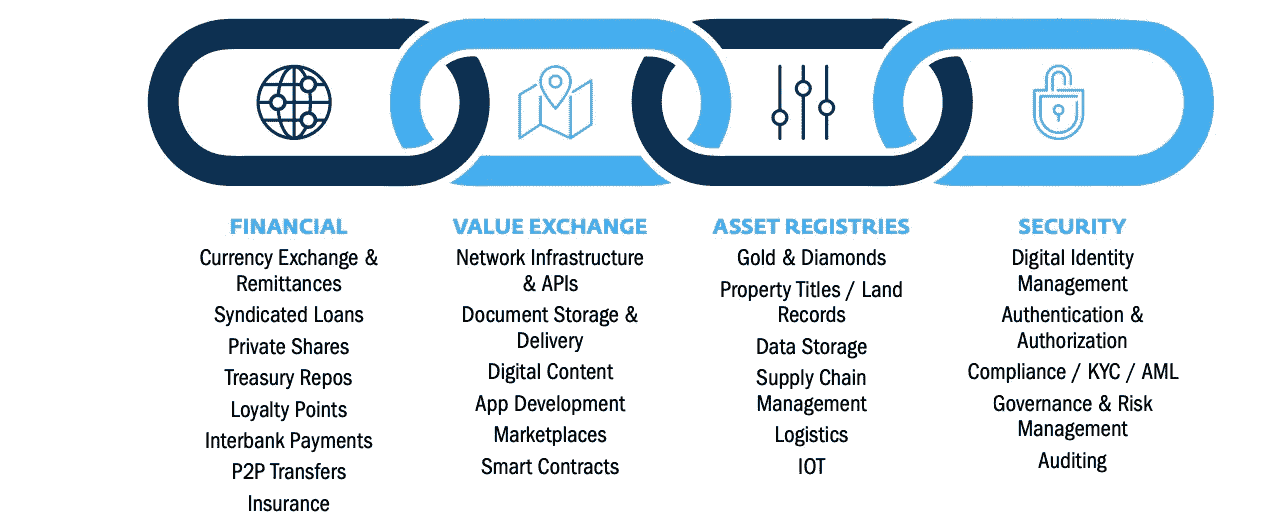 FINANCIAL
Currency Exchange &
Remittances
Syndicated Loans
Private Shares
Treasury Repos
Loyalty Points
Interbank Payments
P2P Transfers
Insurance
VALUE EXCHANGE
Network Infrastructure
& APIs
Document Storage &
Delivery
Digital Content
App Development
Marketplaces
Smart Contracts
ASSET REGISTRIES
Gold & Diamonds
Property Titles / Land
Records
Data Storage
Supply Chain
Management
Logistics
IOT
SECURITY
Digital Identity
Management
Authentication &
Authorization
Compliance / KYC / AML
Governance & Risk
Management
Auditing